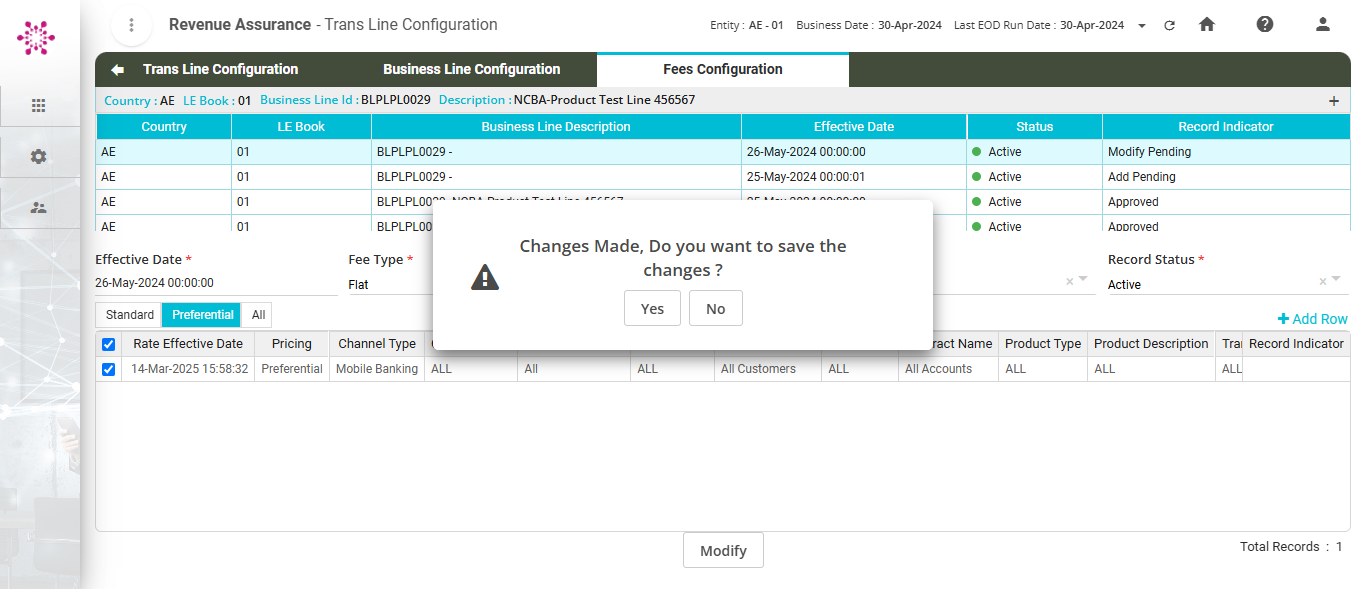 Revenue Assurance - Trans Line Configuration
Entity : AE - 01 Business Date : 30-Apr-2024 Last EOD Run Date : 30-Apr-2024
Trans Line Configuration Business Line Configuration Fees Configuration
Country : AE LE Book : 01 Business Line Id : BLPLPL0029 Description : NCBA-Product Test Line 456567 +
Country LE Book Business Line Description Effective Date Status Record Indicator
AE 01 BLPLPL0029 - 26-May-2024 00:00:00 Active Modify Pending
AE 01 BLPLPL0029 - 25-May-2024 00:00:01 Active Add Pending
AE 01 BLPLPL0029 -NCBA-Product Test Line 456567 25-May-2024 00:00:00 Active Approved
AE 01 BLPLPL00 Active Approved
Changes Made, Do you want to save the
changes ?
Yes No
Effective Date * Fee Type * Record Status *
26-May-2024 00:00:00 Flat × Active ×
Standard Preferential All
+ Add Row
Rate Effective Date Pricing Channel Type ract Name Product Type Product Description Tra Record Indicator
14-Mar-2025 15:58:32 Preferential Mobile Banking ALL All ALL All Customers ALL All Accounts ALL ALL ALL
Modify
Total Records : 1